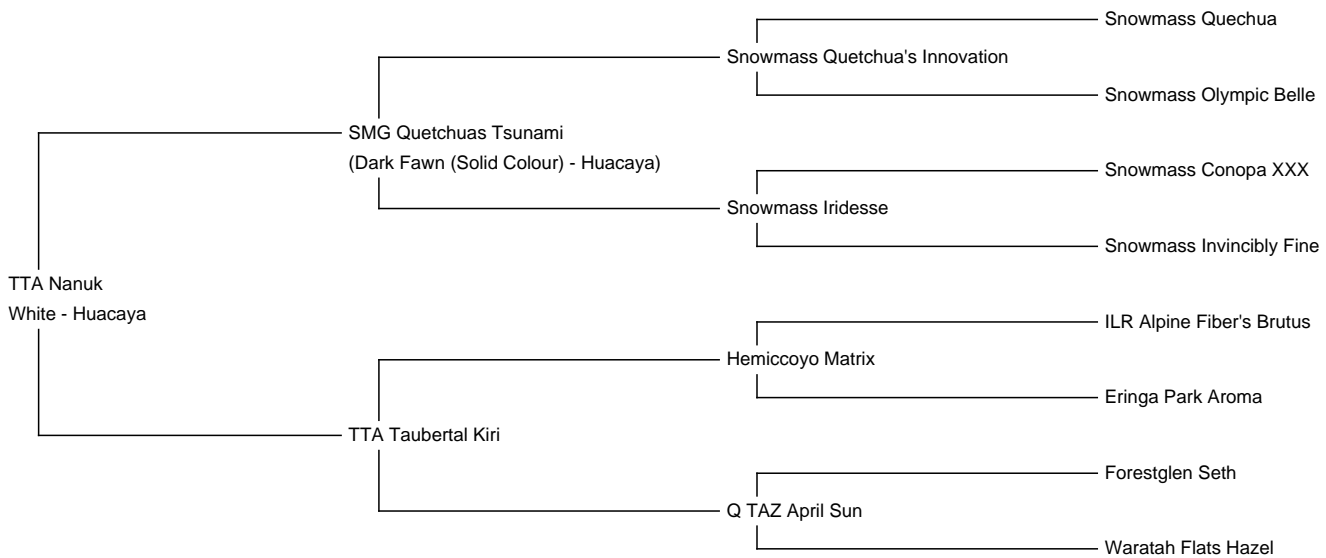 Snowmass Quechua
Snowmass Quetchua's Innovation
Snowmass Olympic Belle
SMG Quetchuas Tsunami
(Dark Fawn (Solid Colour) - Huacaya)
Snowmass Conopa XXX
Snowmass Iridesse
Snowmass Invincibly Fine
TTA Nanuk
White - Huacaya
ILR Alpine Fiber's Brutus
Hemiccoyo Matrix
Eringa Park Aroma
TTA Taubertal Kiri
Forestglen Seth
Q TAZ April Sun
Waratah Flats Hazel